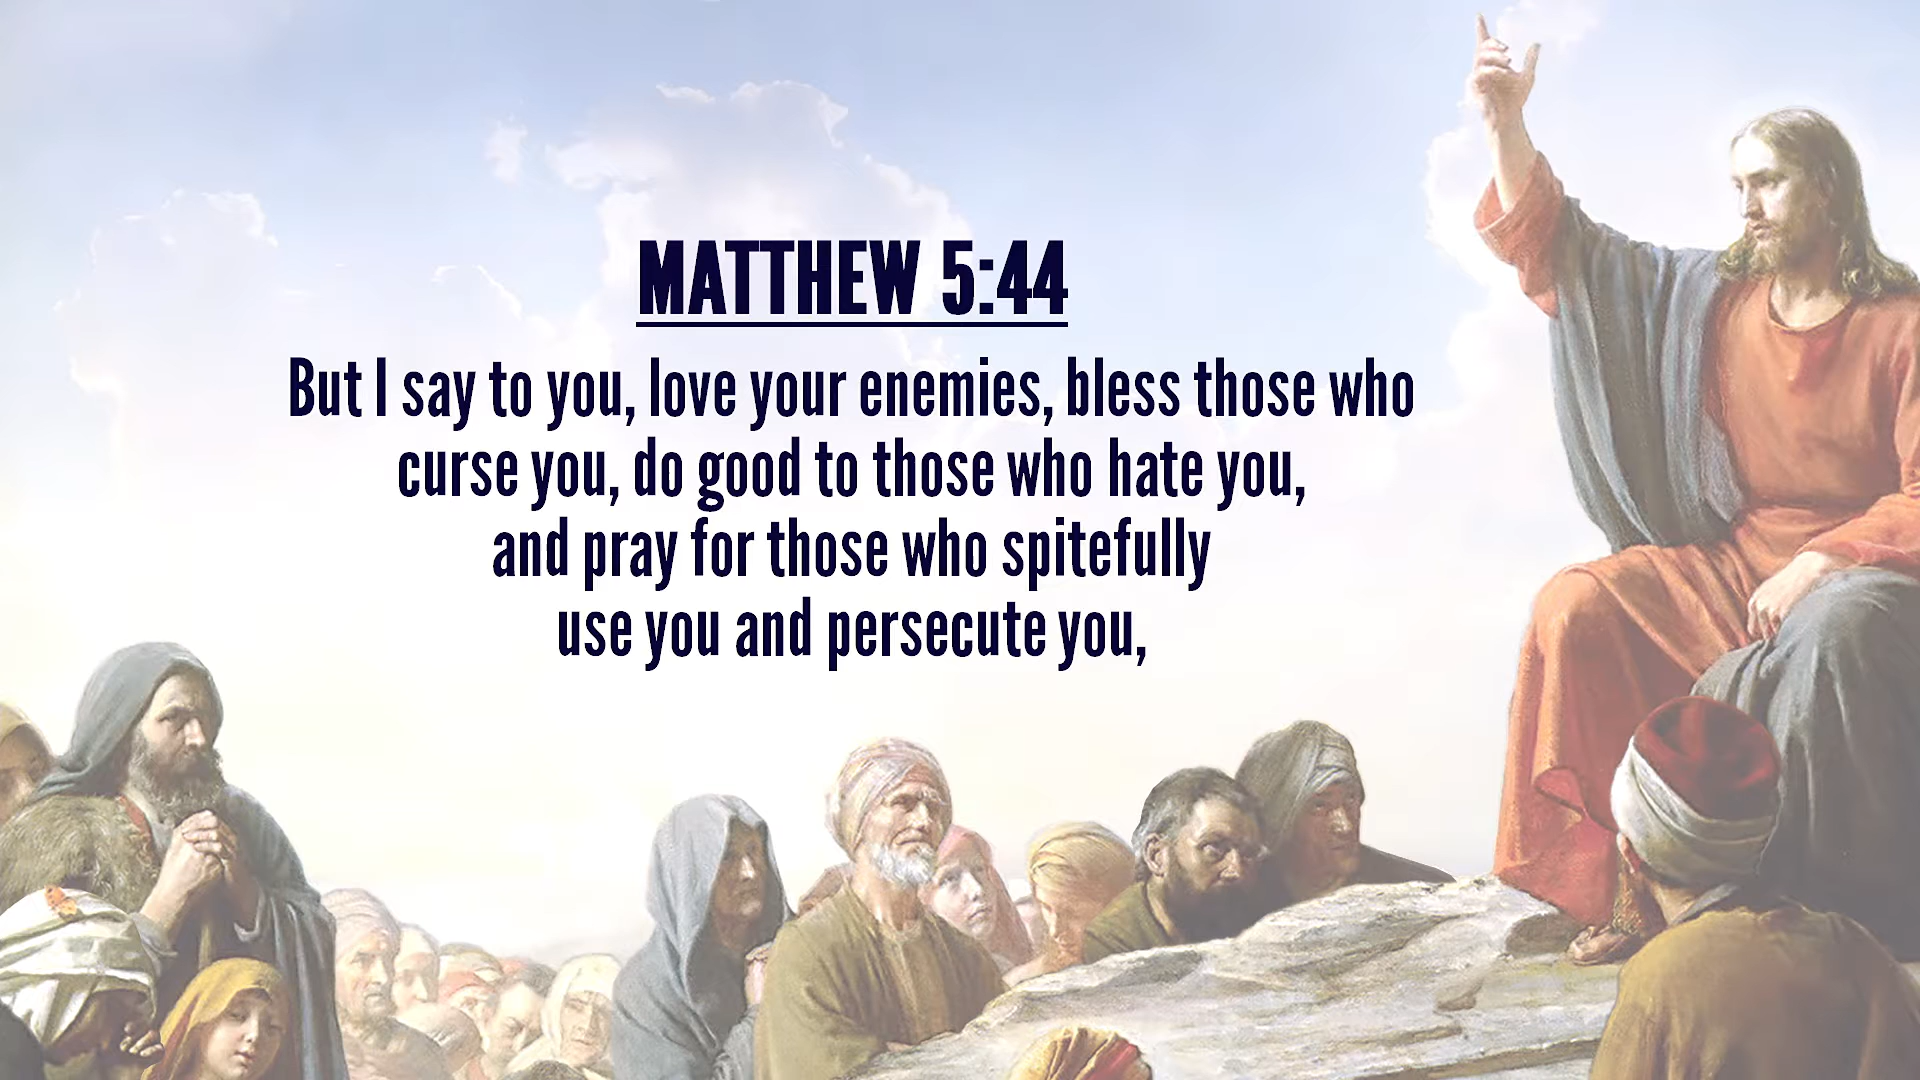 MATTHEW 5:44
But I say to you, love your enemies, bless those who
curse you, do good to those who hate you,
and pray for those who spitefully
use you and persecute you,